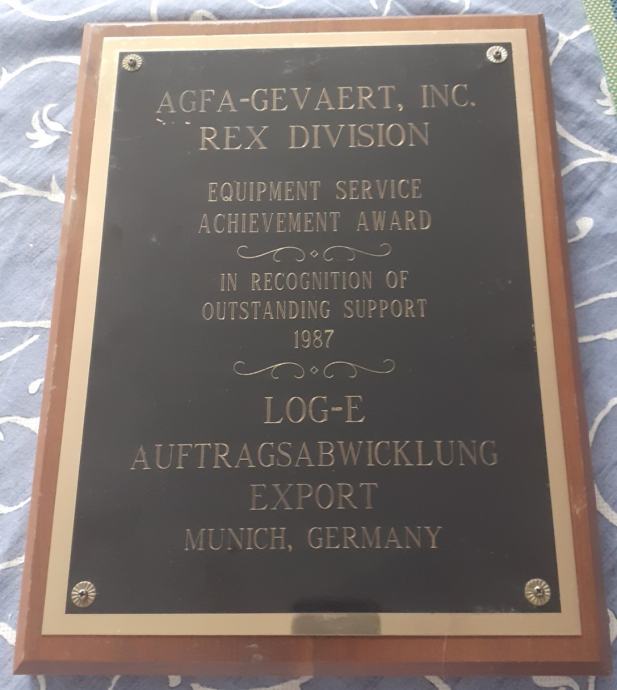 AGFA-GEVAERT, INC.
REX DIVISION
EQUIPMENT SERVICE
ACHIEVEMENT AWARD
IN RECOGNITION OF
OUTSTANDING SUPPORT
1987
LOG-E
AUFTRAGSABWICKLUNG
EXPORT
MUNICH, GERMANY